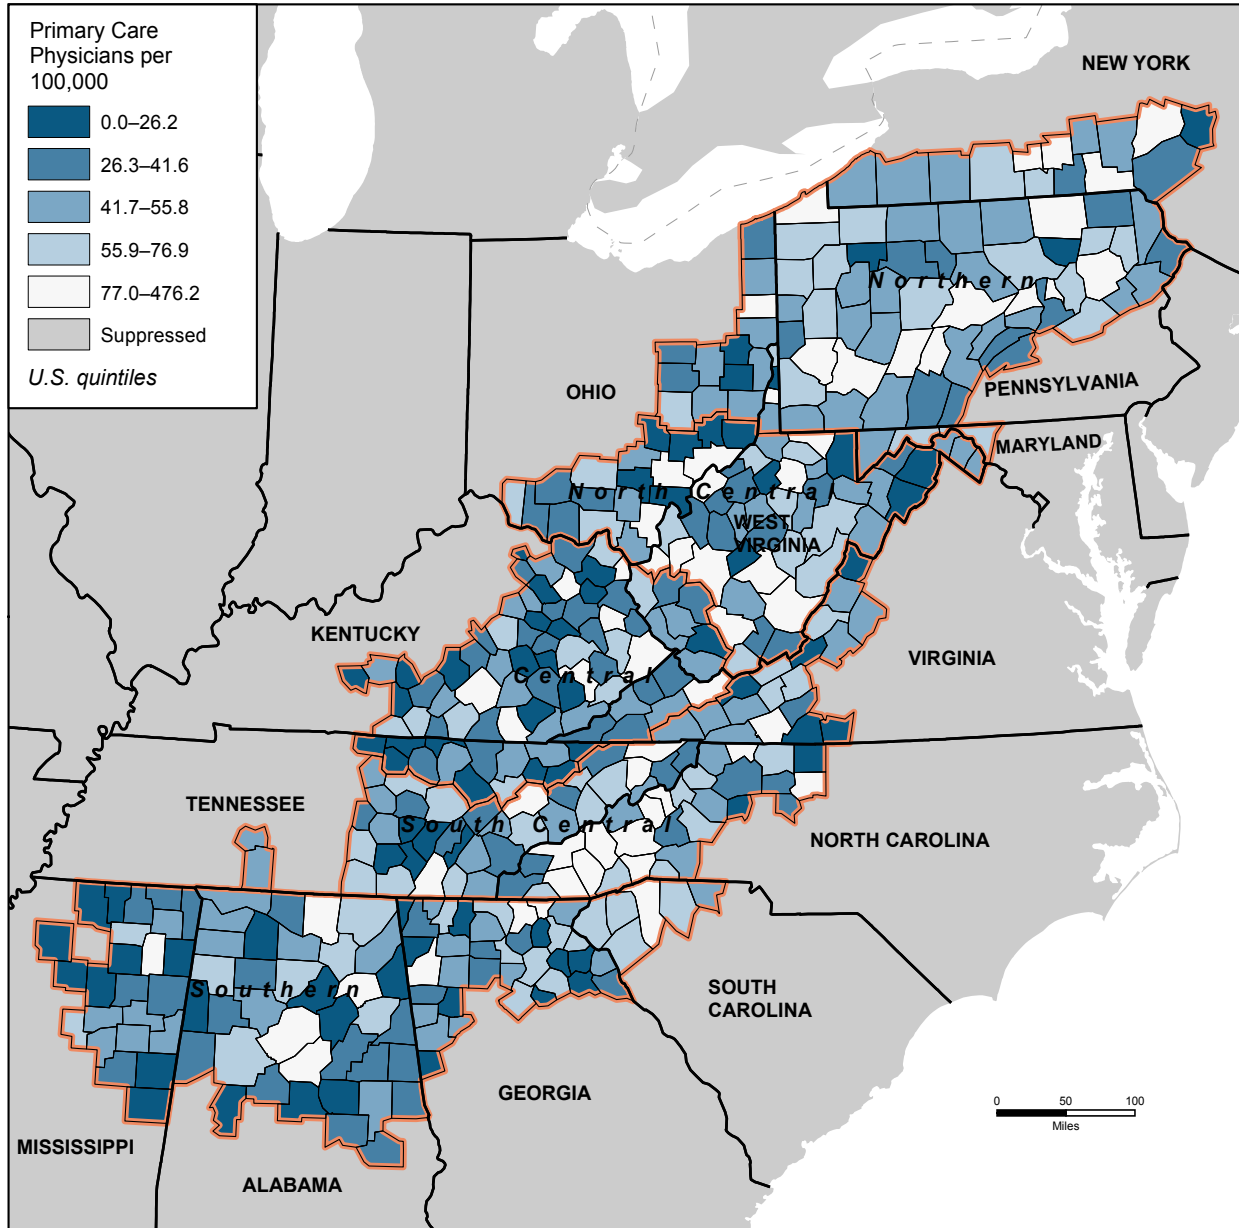 Primary Care
Physicians per
100,000
0.0–26.2
26.3–41.6
41.7–55.8
55.9–76.9
77.0–476.2
Suppressed
U.S. quintiles
NEW YORK
Northern
PENNSYLVANIA
OHIO
MARYLAND
North Central
WEST
VIRGINIA
KENTUCKY
VIRGINIA
Central
TENNESSEE
South Central
NORTH CAROLINA
Southern
SOUTH
CAROLINA
GEORGIA
0 50 100
Miles
MISSISSIPPI
ALABAMA